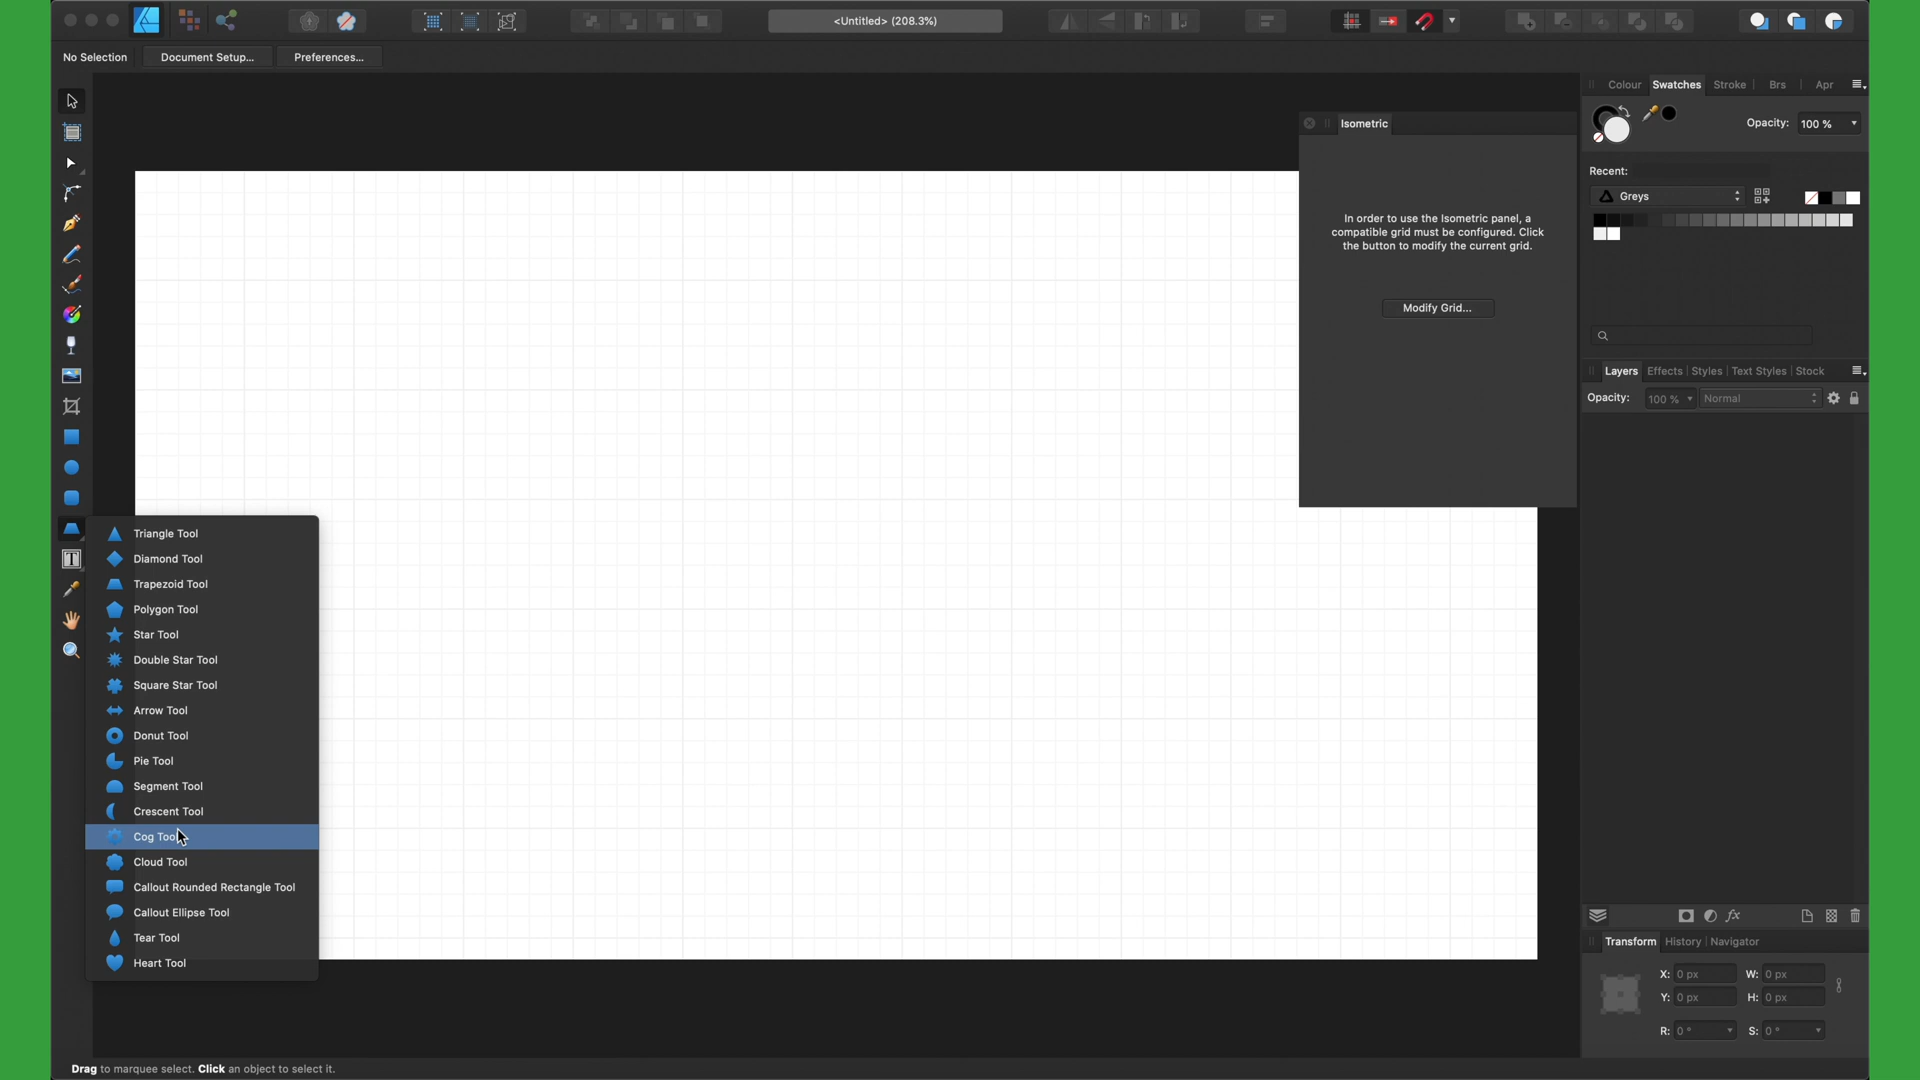 <Untitled> (208.3%)
No Selection
Document Setup...
Preferences...
Colour
Swatches
Stroke
Brs
Apr
Isometric
Opacity:
100 %
Recent:
Greys
In order to use the Isometric panel, a
compatible grid must be configured. Click
the button to modify the current grid.
Modify Grid...
Layers
Effects
Styles
Text Styles
Stock
Opacity:
100 %
Normal
Triangle Tool
Diamond Tool
Trapezoid Tool
Polygon Tool
Star Tool
Double Star Tool
Square Star Tool
Arrow Tool
Donut Tool
Pie Tool
Segment Tool
Crescent Tool
Cog Tool
Cloud Tool
Callout Rounded Rectangle Tool
Callout Ellipse Tool
Tear Tool
Heart Tool
Transform
History
Navigator
X: 0 px
W: 0 px
Y: 0 px
H: 0 px
R: 0 °
S: 0 °
Drag to marquee select. Click an object to select it.